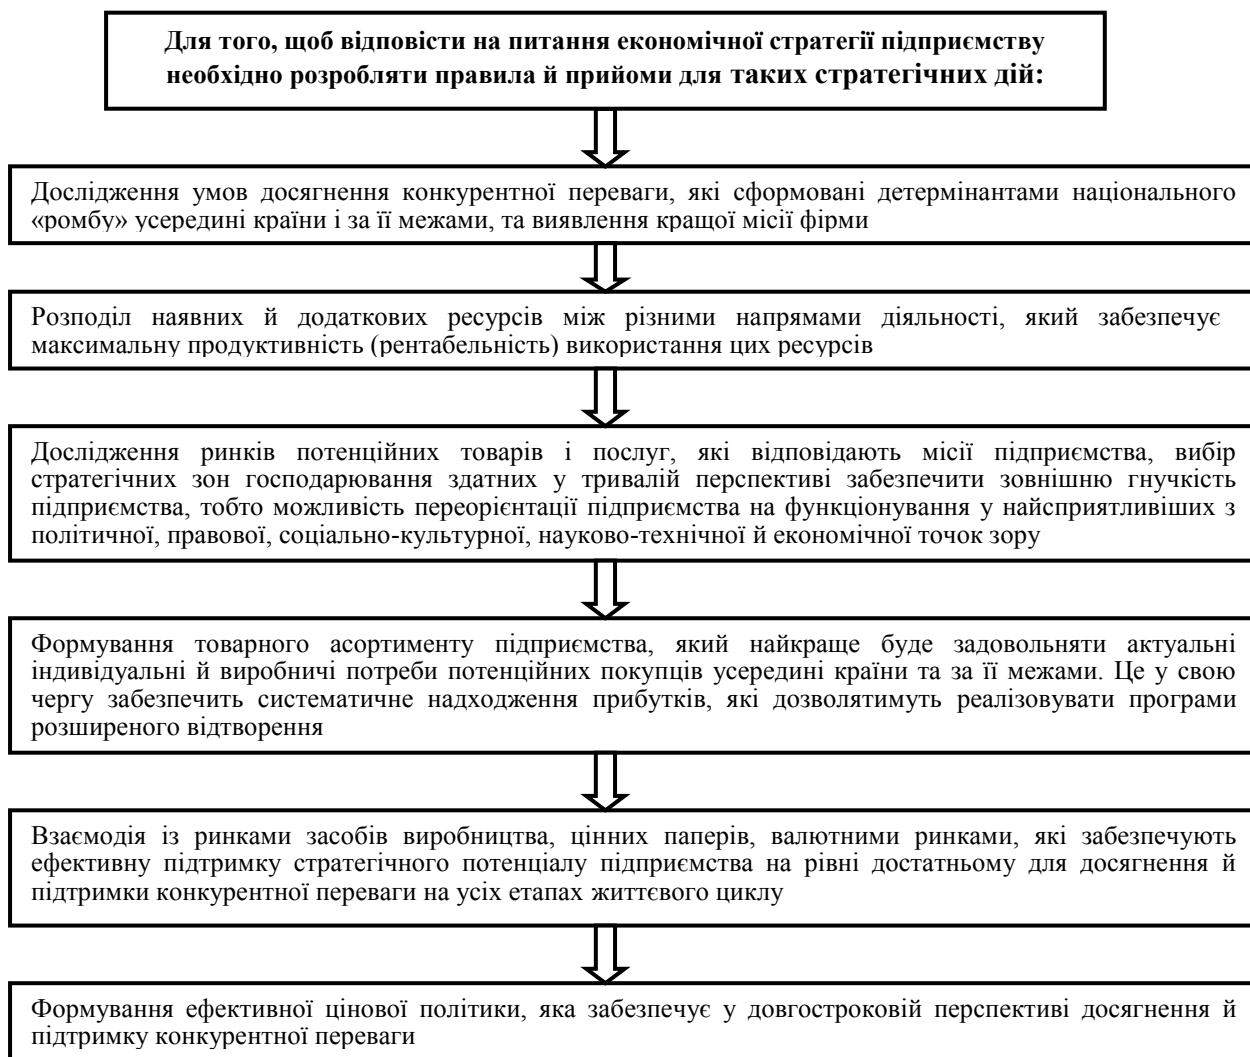 Для того, щоб відповісти на питання економічної стратегії підприємству
необхідно розробляти правила й прийоми для таких стратегічних дій:
Дослідження умов досягнення конкурентної переваги, які сформовані детермінантами національного
«ромбу» усередині країни і за її межами, та виявлення кращої місії фірми
Розподіл наявних й додаткових ресурсів між різними напрямами діяльності, який забезпечує
максимальну продуктивність (рентабельність) використання цих ресурсів
Дослідження ринків потенційних товарів і послуг, які відповідають місії підприємства, вибір
стратегічних зон господарювання здатних у тривалій перспективі забезпечити зовнішню гнучкість
підприємства, тобто можливість переорієнтації підприємства на функціонування у найсприятливіших з
політичної, правової, соціально-культурної, науково-технічної й економічної точок зору
Формування товарного асортименту підприємства, який найкраще буде задовольняти актуальні
індивідуальні й виробничі потреби потенційних покупців усередині країни та за її межами. Це у свою
чергу забезпечить систематичне надходження прибутків, які дозволятимуть реалізовувати програми
розширеного відтворення
Взаємодія із ринками засобів виробництва, цінних паперів, валютними ринками, які забезпечують
ефективну підтримку стратегічного потенціалу підприємства на рівні достатньому для досягнення й
підтримки конкурентної переваги на усіх етапах життєвого циклу
Формування ефективної цінової політики, яка забезпечує у довгостроковій перспективі досягнення й
підтримку конкурентної переваги